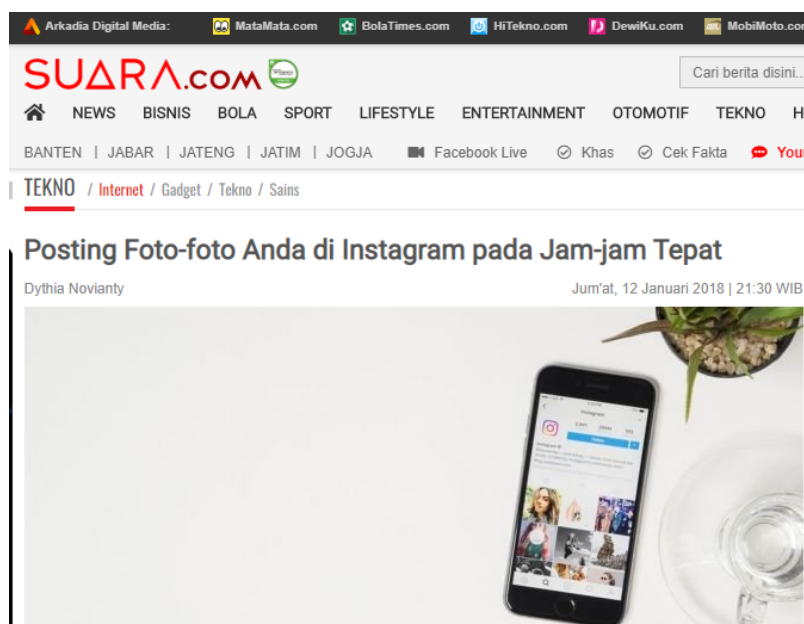 Arkadia Digital Media: MataMata.com BolaTimes.com HiTekno.com DewiKu.com MobiMoto.co
SUARA.COM
Cari berita disini...
NEWS BISNIS BOLA SPORT LIFESTYLE ENTERTAINMENT OTOMOTIF TEKNO H
BANTEN | JABAR | JATENG | JATIM | JOGJA Facebook Live Khas Cek Fakta Your
TEKNO / Internet / Gadget / Tekno / Sains
Posting Foto-foto Anda di Instagram pada Jam-jam Tepat
Dythia Novianty Jum'at, 12 Januari 2018 | 21:30 WIB
Instagram